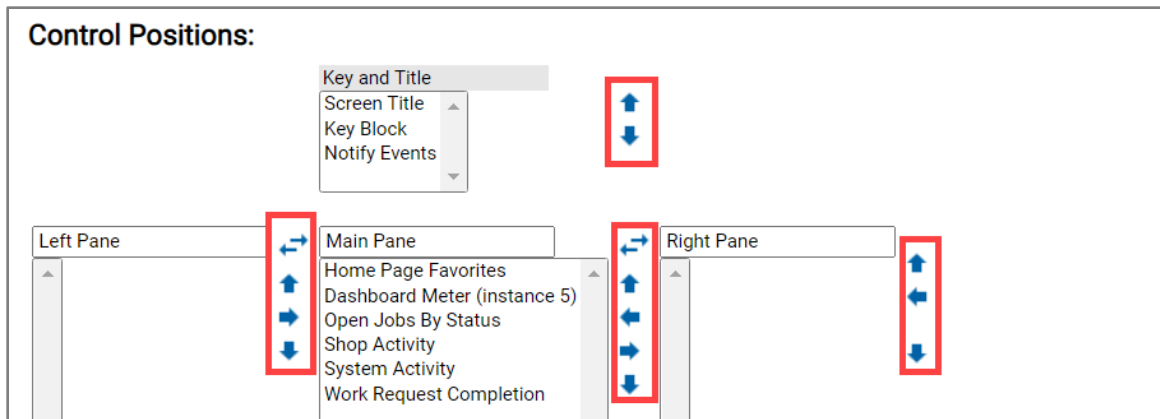 Control Positions:
Key and Title
Screen Title
Key Block
Notify Events
Left Pane
Main Pane
Right Pane
Home Page Favorites
Dashboard Meter (instance 5)
Open Jobs By Status
Shop Activity
System Activity
Work Request Completion